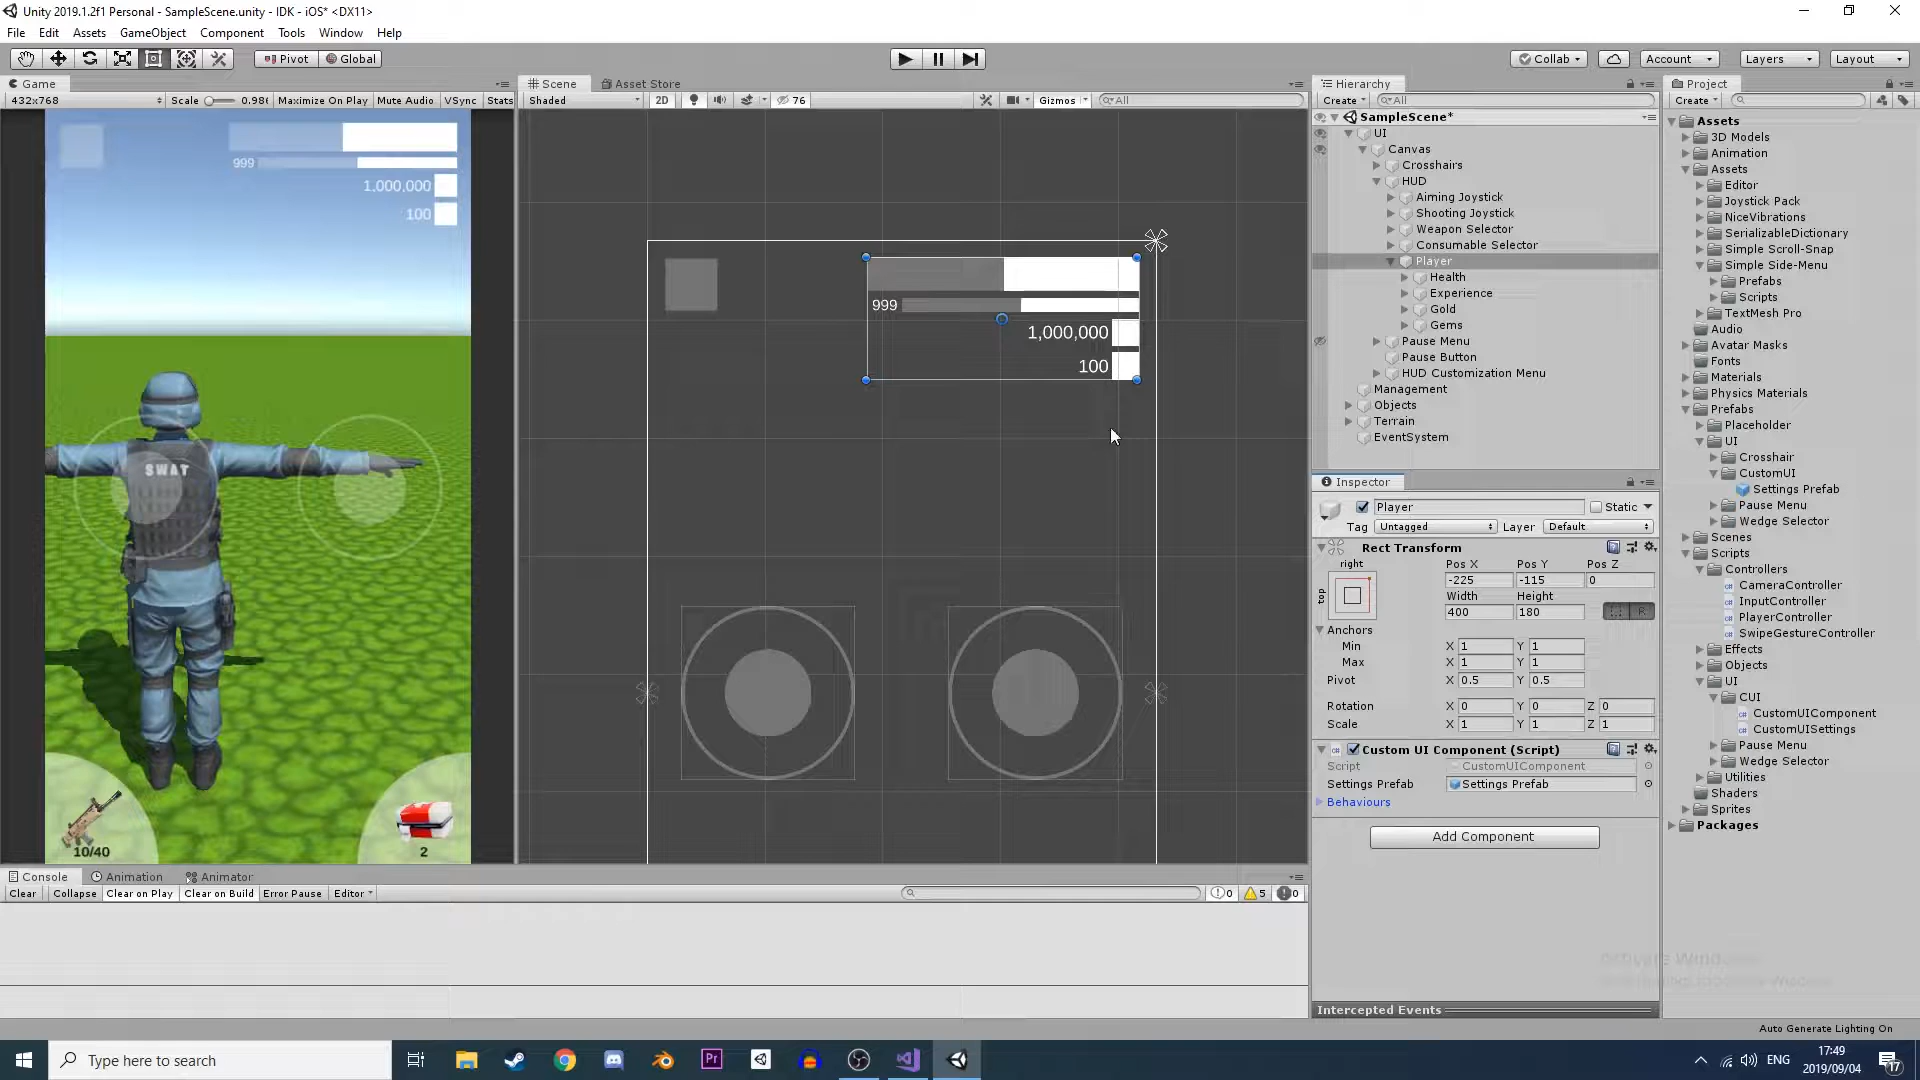 Unity 2019.1.2f1 Personal - SampleScene.unity - IDK - iOS* <DX11>
File Edit Assets GameObject Component Tools Window Help
Pivot Global Collab Account Layers Layout
Game
432x768 Scale 0.98 Maximize On Play Mute Audio VSync Stats
999
1,000,000
100
SWAT
10/40
2
Scene Asset Store
Shaded 2D 76 Gizmos All
999
1,000,000
100
Hierarchy
Create All
SampleScene*
UI
Canvas
Crosshairs
HUD
Aiming Joystick
Shooting Joystick
Weapon Selector
Consumable Selector
Player
Health
Experience
Gold
Gems
Pause Menu
Pause Button
HUD Customization Menu
Management
Objects
Terrain
EventSystem
Inspector
Player Static
Tag Untagged Layer Default
Rect Transform
right Pos X Pos Y Pos Z
top -225 -115 0
Width Height
400 180 R
Anchors
Min X 1 Y 1
Max X 1 Y 1
Pivot X 0.5 Y 0.5
Rotation X 0 Y 0 Z 0
Scale X 1 Y 1 Z 1
Custom UI Component (Script)
Script CustomUIComponent
Settings Prefab Settings Prefab
Behaviours
Add Component
Intercepted Events
Project
Create
Assets
3D Models
Animation
Assets
Editor
Joystick Pack
NiceVibrations
SerializableDictionary
Simple Scroll-Snap
Simple Side-Menu
Prefabs
Scripts
TextMesh Pro
Audio
Avatar Masks
Fonts
Materials
Physics Materials
Prefabs
Placeholder
UI
Crosshair
CustomUI
Settings Prefab
Pause Menu
Wedge Selector
Scenes
Scripts
Controllers
CameraController
InputController
PlayerController
SwipeGestureController
Effects
Objects
UI
CUI
CustomUIComponent
CustomUISettings
Pause Menu
Wedge Selector
Utilities
Shaders
Sprites
Packages
Console Animation Animator
Clear Collapse Clear on Play Clear on Build Error Pause Editor 0 5 0
Auto Generate Lighting On
Type here to search
Pr
ENG
17:49
2019/09/04
17